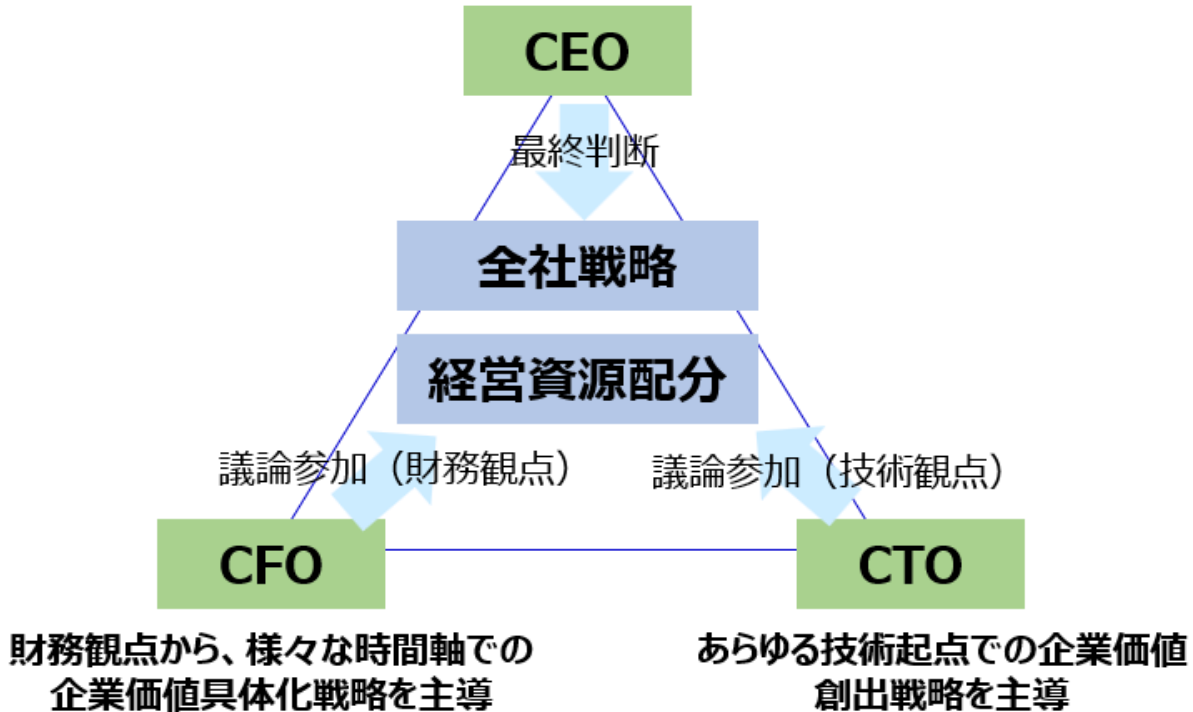 CEO
最終判断
全社戦略
経営資源配分
議論参加（財務観点）
議論参加（技術観点）
CFO
CTO
財務観点から、様々な時間軸での
企業価値具体化戦略を主導
あらゆる技術起点での企業価値
創出戦略を主導